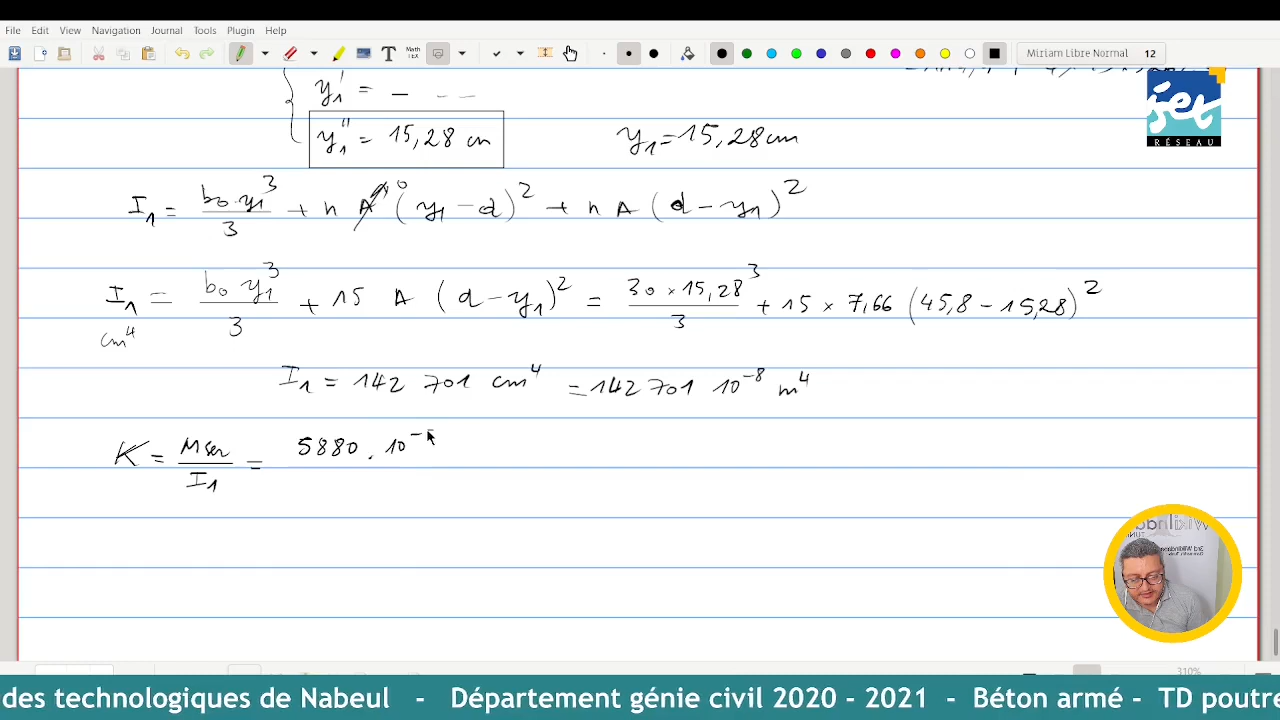 File Edit View Navigation Journal Tools Plugin Help
Miriam Libre Normal 12
y₁' = _ _ _
y₁'' = 15,28 cm
y₁ = 15,28 cm
iset
RÉSEAU
I₁ = b₀·y₁³/3 + n A' (y₁ - d)² + n A (d - y₁)²
I₁ = b₀ y₁³/3 + 15 A (d - y₁)² = 30 × 15,28³/3 + 15 × 7,66 (45,8 - 15,28)²
cm⁴
I₁ = 142 701 cm⁴ = 142 701 10⁻⁸ m⁴
K = Mser/I₁ = 5880 . 10⁻
310%
des technologiques de Nabeul - Département génie civil 2020 - 2021 - Béton armé - TD poutre